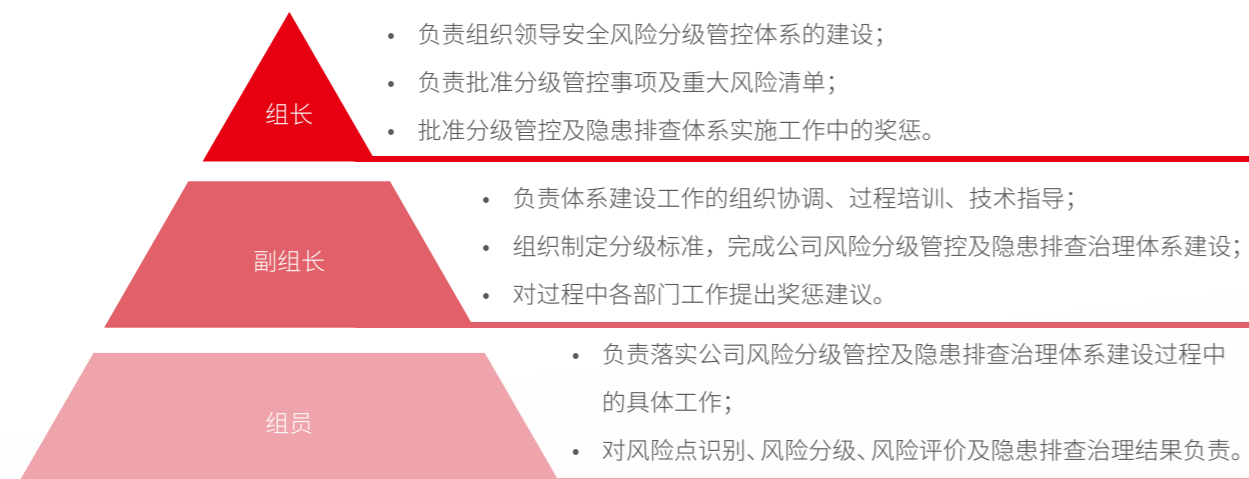 组长
• 负责组织领导安全风险分级管控体系的建设；
• 负责批准分级管控事项及重大风险清单；
• 批准分级管控及隐患排查体系实施工作中的奖惩。
副组长
• 负责体系建设工作的组织协调、过程培训、技术指导；
• 组织制定分级标准，完成公司风险分级管控及隐患排查治理体系建设；
• 对过程中各部门工作提出奖惩建议。
组员
• 负责落实公司风险分级管控及隐患排查治理体系建设过程中
的具体工作；
• 对风险点识别、风险分级、风险评价及隐患排查治理结果负责。